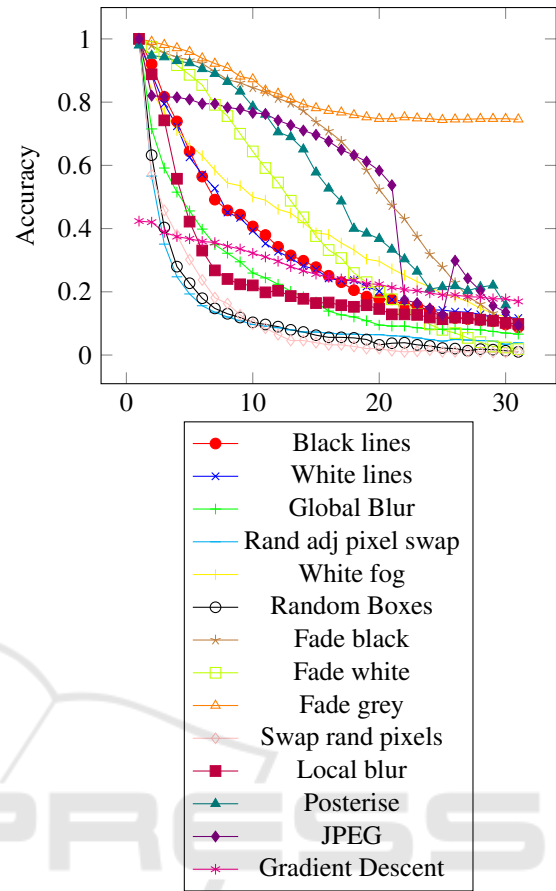 1
0.8
0.6
0.4
0.2
0
Accuracy
0 10 20 30
Black lines
White lines
Global Blur
Rand adj pixel swap
White fog
Random Boxes
Fade black
Fade white
Fade grey
Swap rand pixels
Local blur
Posterise
JPEG
Gradient Descent
PRESS